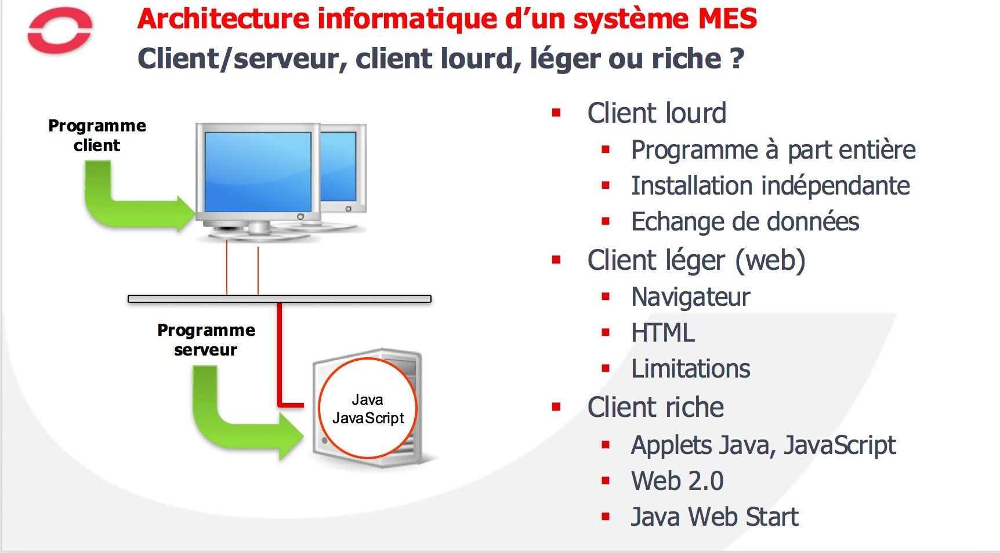 Architecture informatique d’un système MES
Client/serveur, client lourd, léger ou riche ?
Programme
client
Programme
serveur
Java
JavaScript
Client lourd
Programme à part entière
Installation indépendante
Echange de données
Client léger (web)
Navigateur
HTML
Limitations
Client riche
Applets Java, JavaScript
Web 2.0
Java Web Start